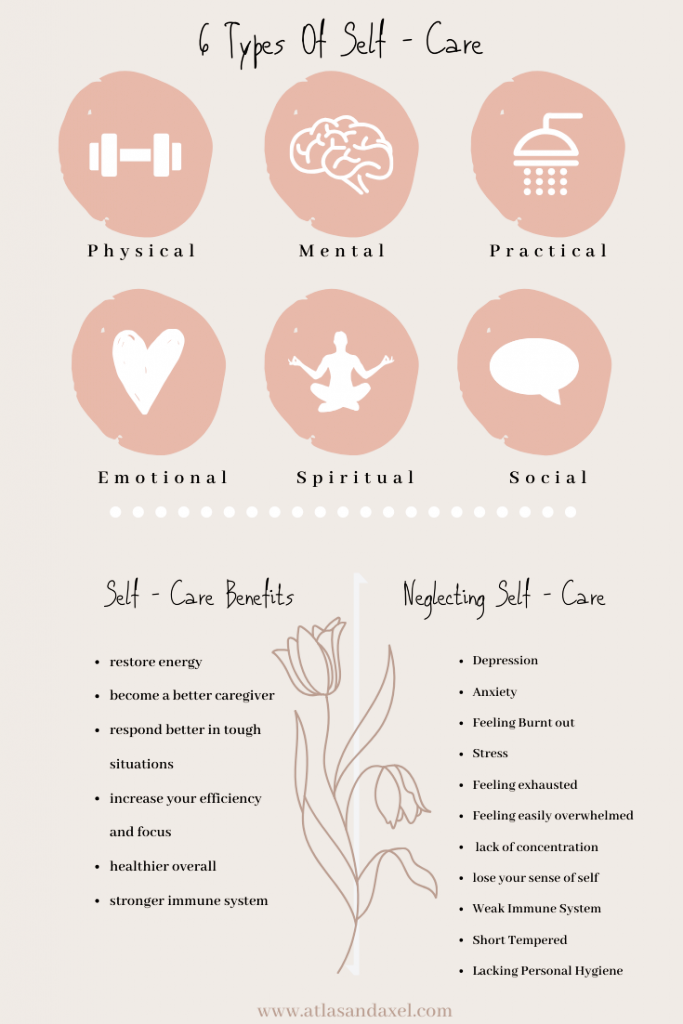 6 Types Of Self - Care
Physical
Mental
Practical
Emotional
Spiritual
Social
Self - Care Benefits
restore energy
become a better caregiver
respond better in tough
situations
increase your efficiency
and focus
healthier overall
stronger immune system
Neglecting Self - Care
Depression
Anxiety
Feeling Burnt out
Stress
Feeling exhausted
Feeling easily overwhelmed
lack of concentration
lose your sense of self
Weak Immune System
Short Tempered
Lacking Personal Hygiene
www.atlasandaxel.com